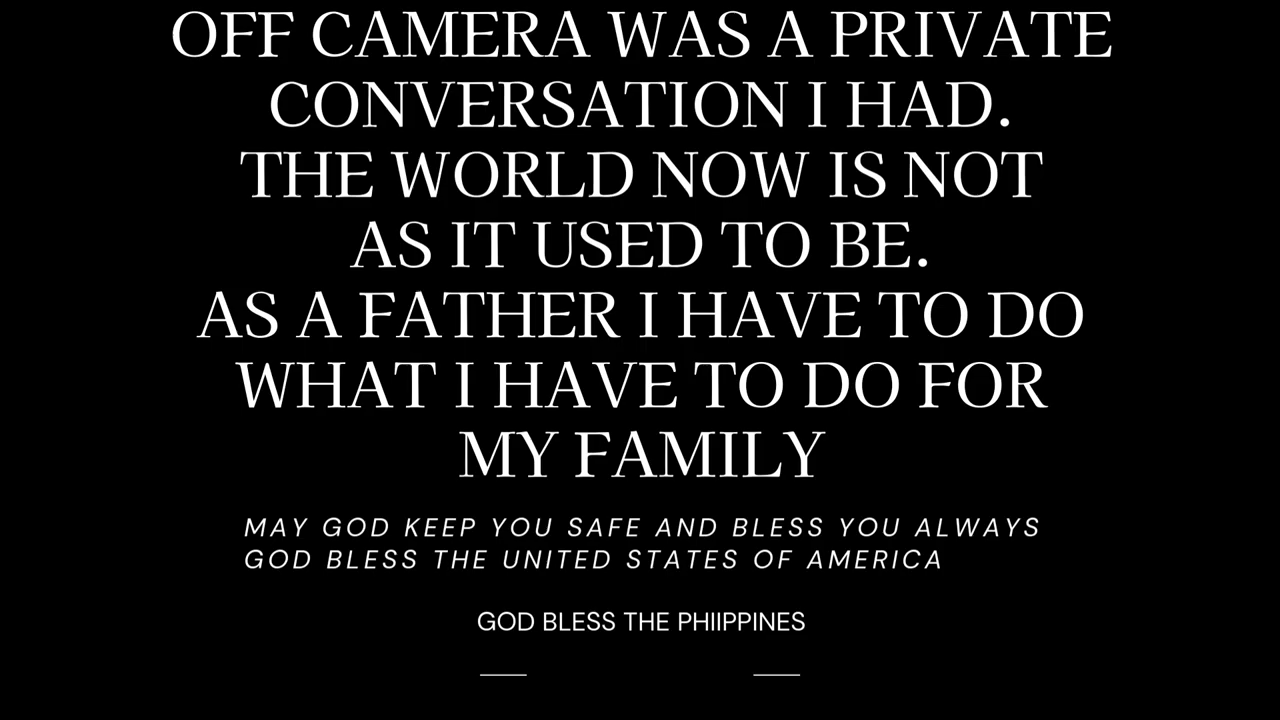 OFF CAMERA WAS A PRIVATE
CONVERSATION I HAD.
THE WORLD NOW IS NOT
AS IT USED TO BE.
AS A FATHER I HAVE TO DO
WHAT I HAVE TO DO FOR
MY FAMILY
MAY GOD KEEP YOU SAFE AND BLESS YOU ALWAYS
GOD BLESS THE UNITED STATES OF AMERICA
GOD BLESS THE PHIIPPINES